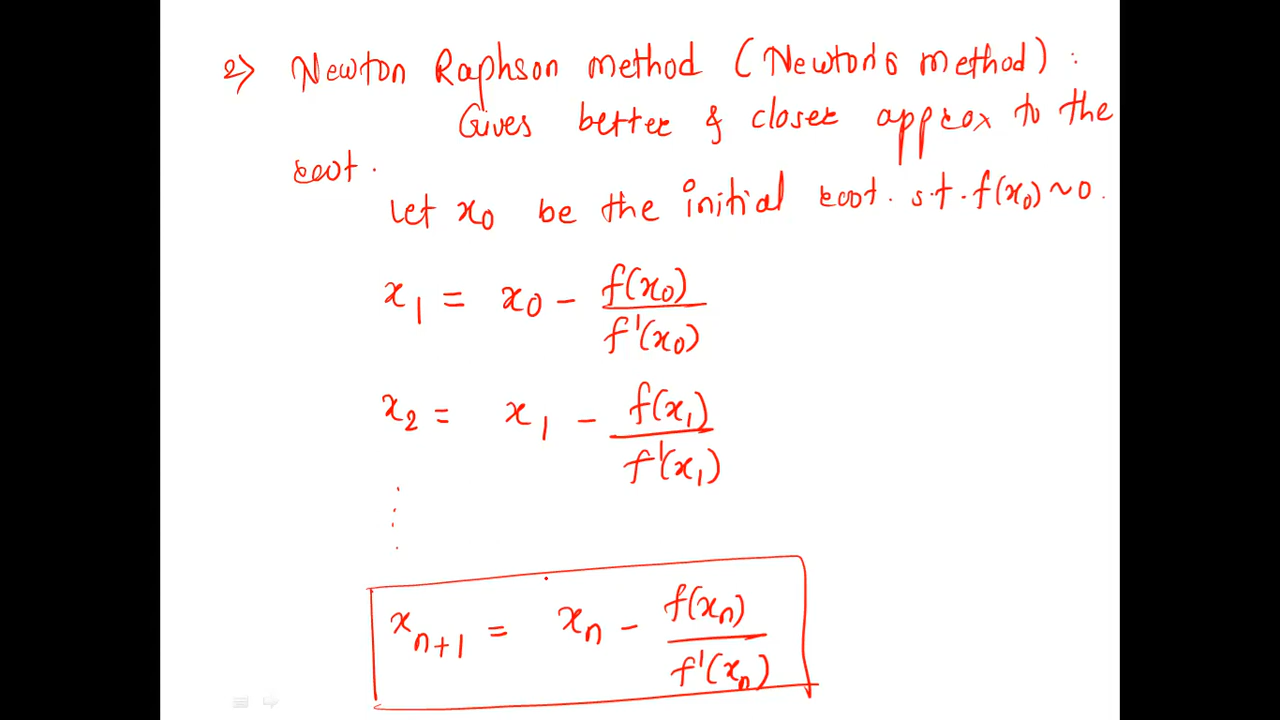 2) Newton Raphson method (Newton's method) :
Gives better & closer approx to the
root.
Let x₀ be the initial root. s.t. f(x₀) ~ 0.
x₁ = x₀ - f(x₀)/f'(x₀)
x₂ = x₁ - f(x₁)/f'(x₁)
⋮
xₙ₊₁ = xₙ - f(xₙ)/f'(xₙ)